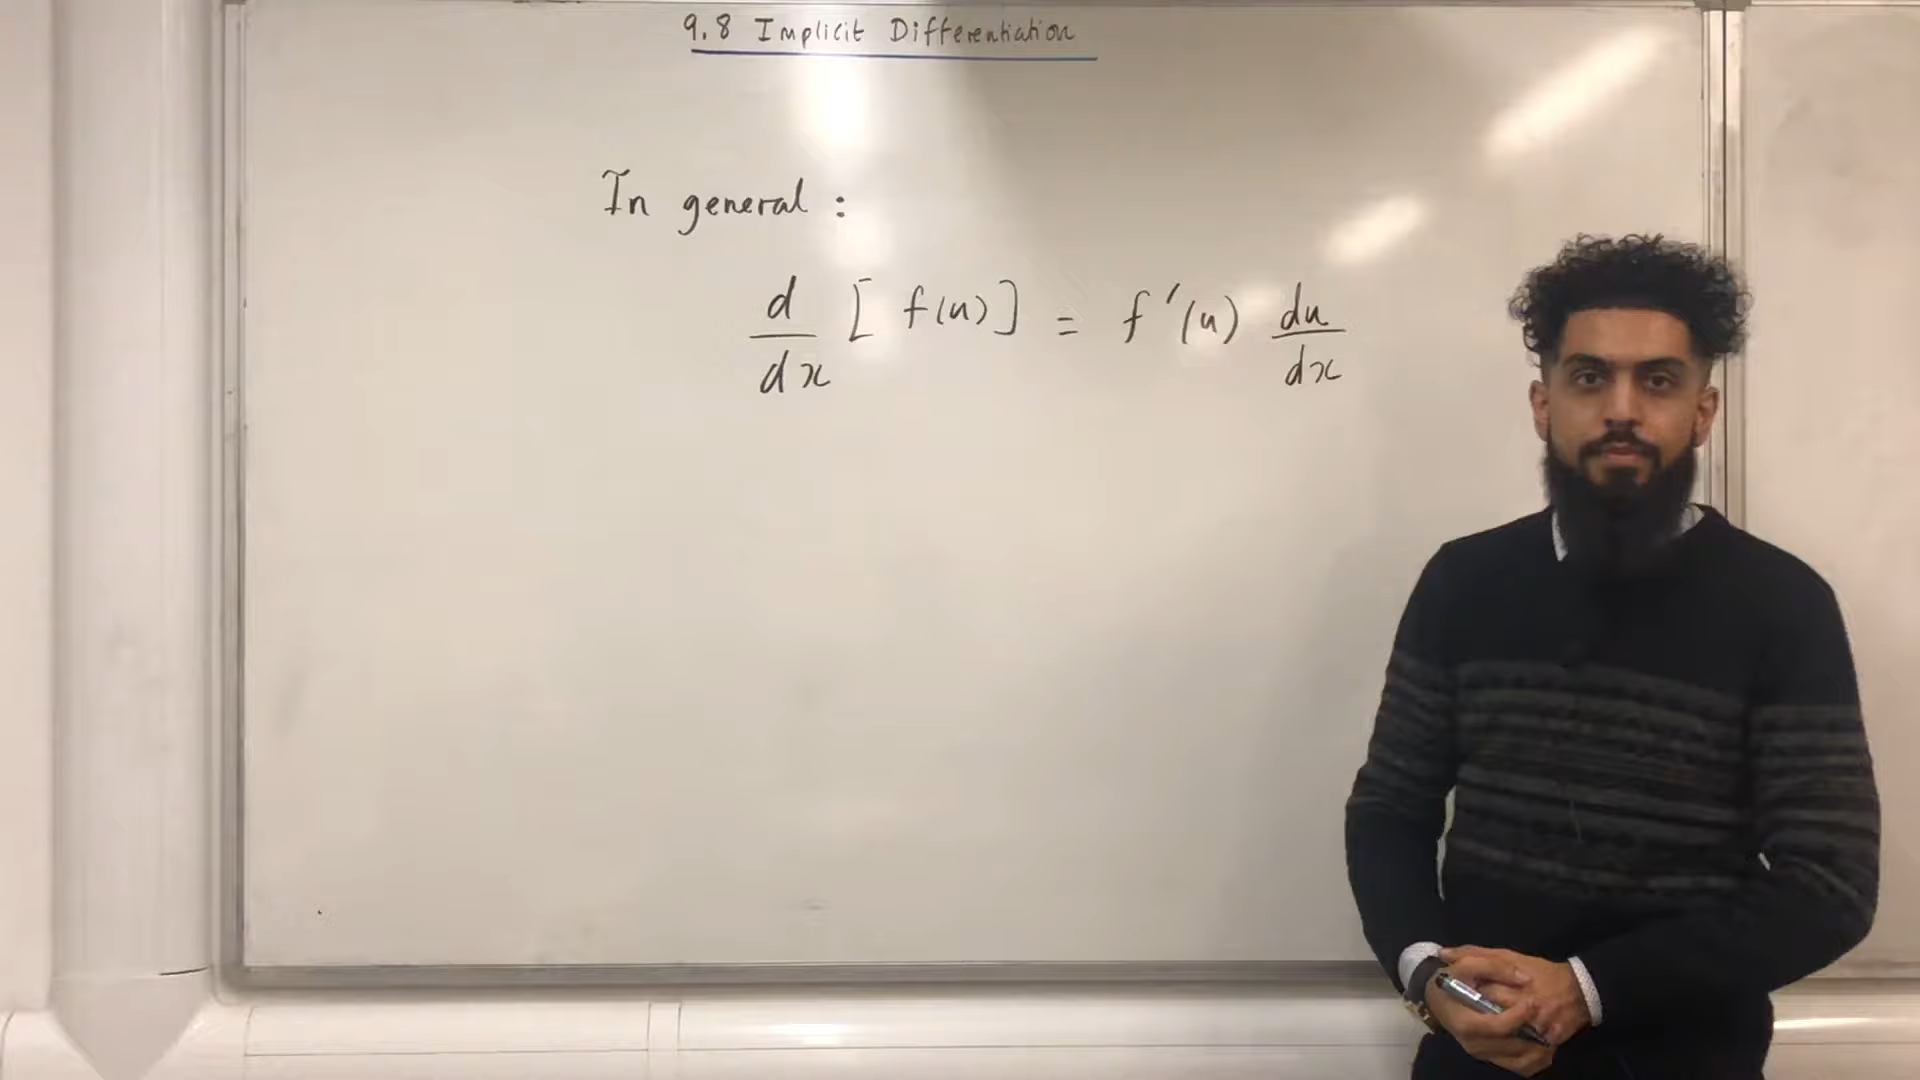 9.8 Implicit Differentiation
In general :
d/dx [ f(u) ] = f'(u) du/dx